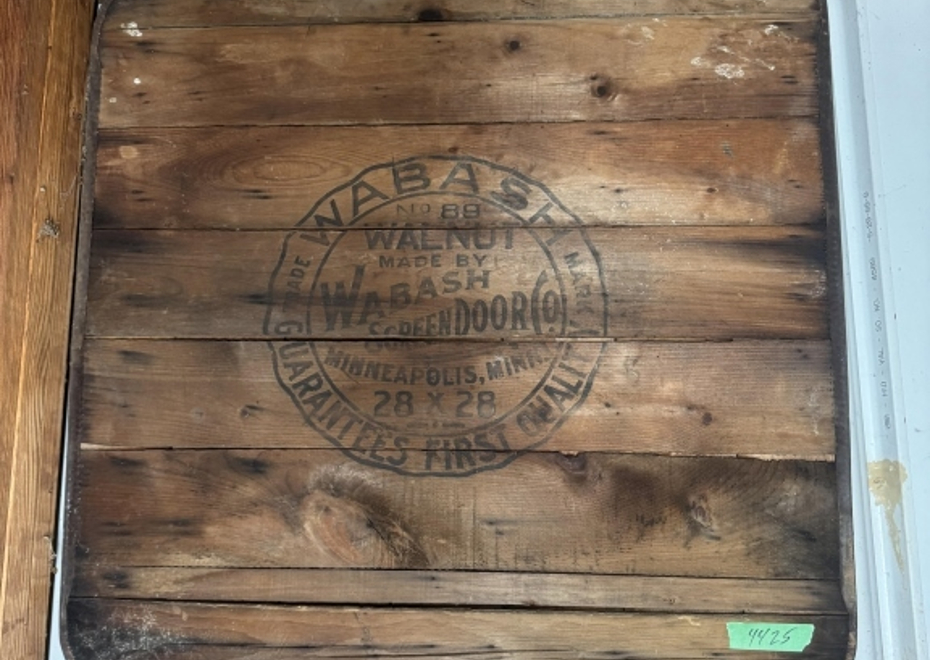 WABASH
TRADE MARK
No 89
WALNUT
MADE BY
WABASH
SCREEN DOOR Co.
MINNEAPOLIS, MINN.
28 X 28
GUARANTEES FIRST QUALITY
4425